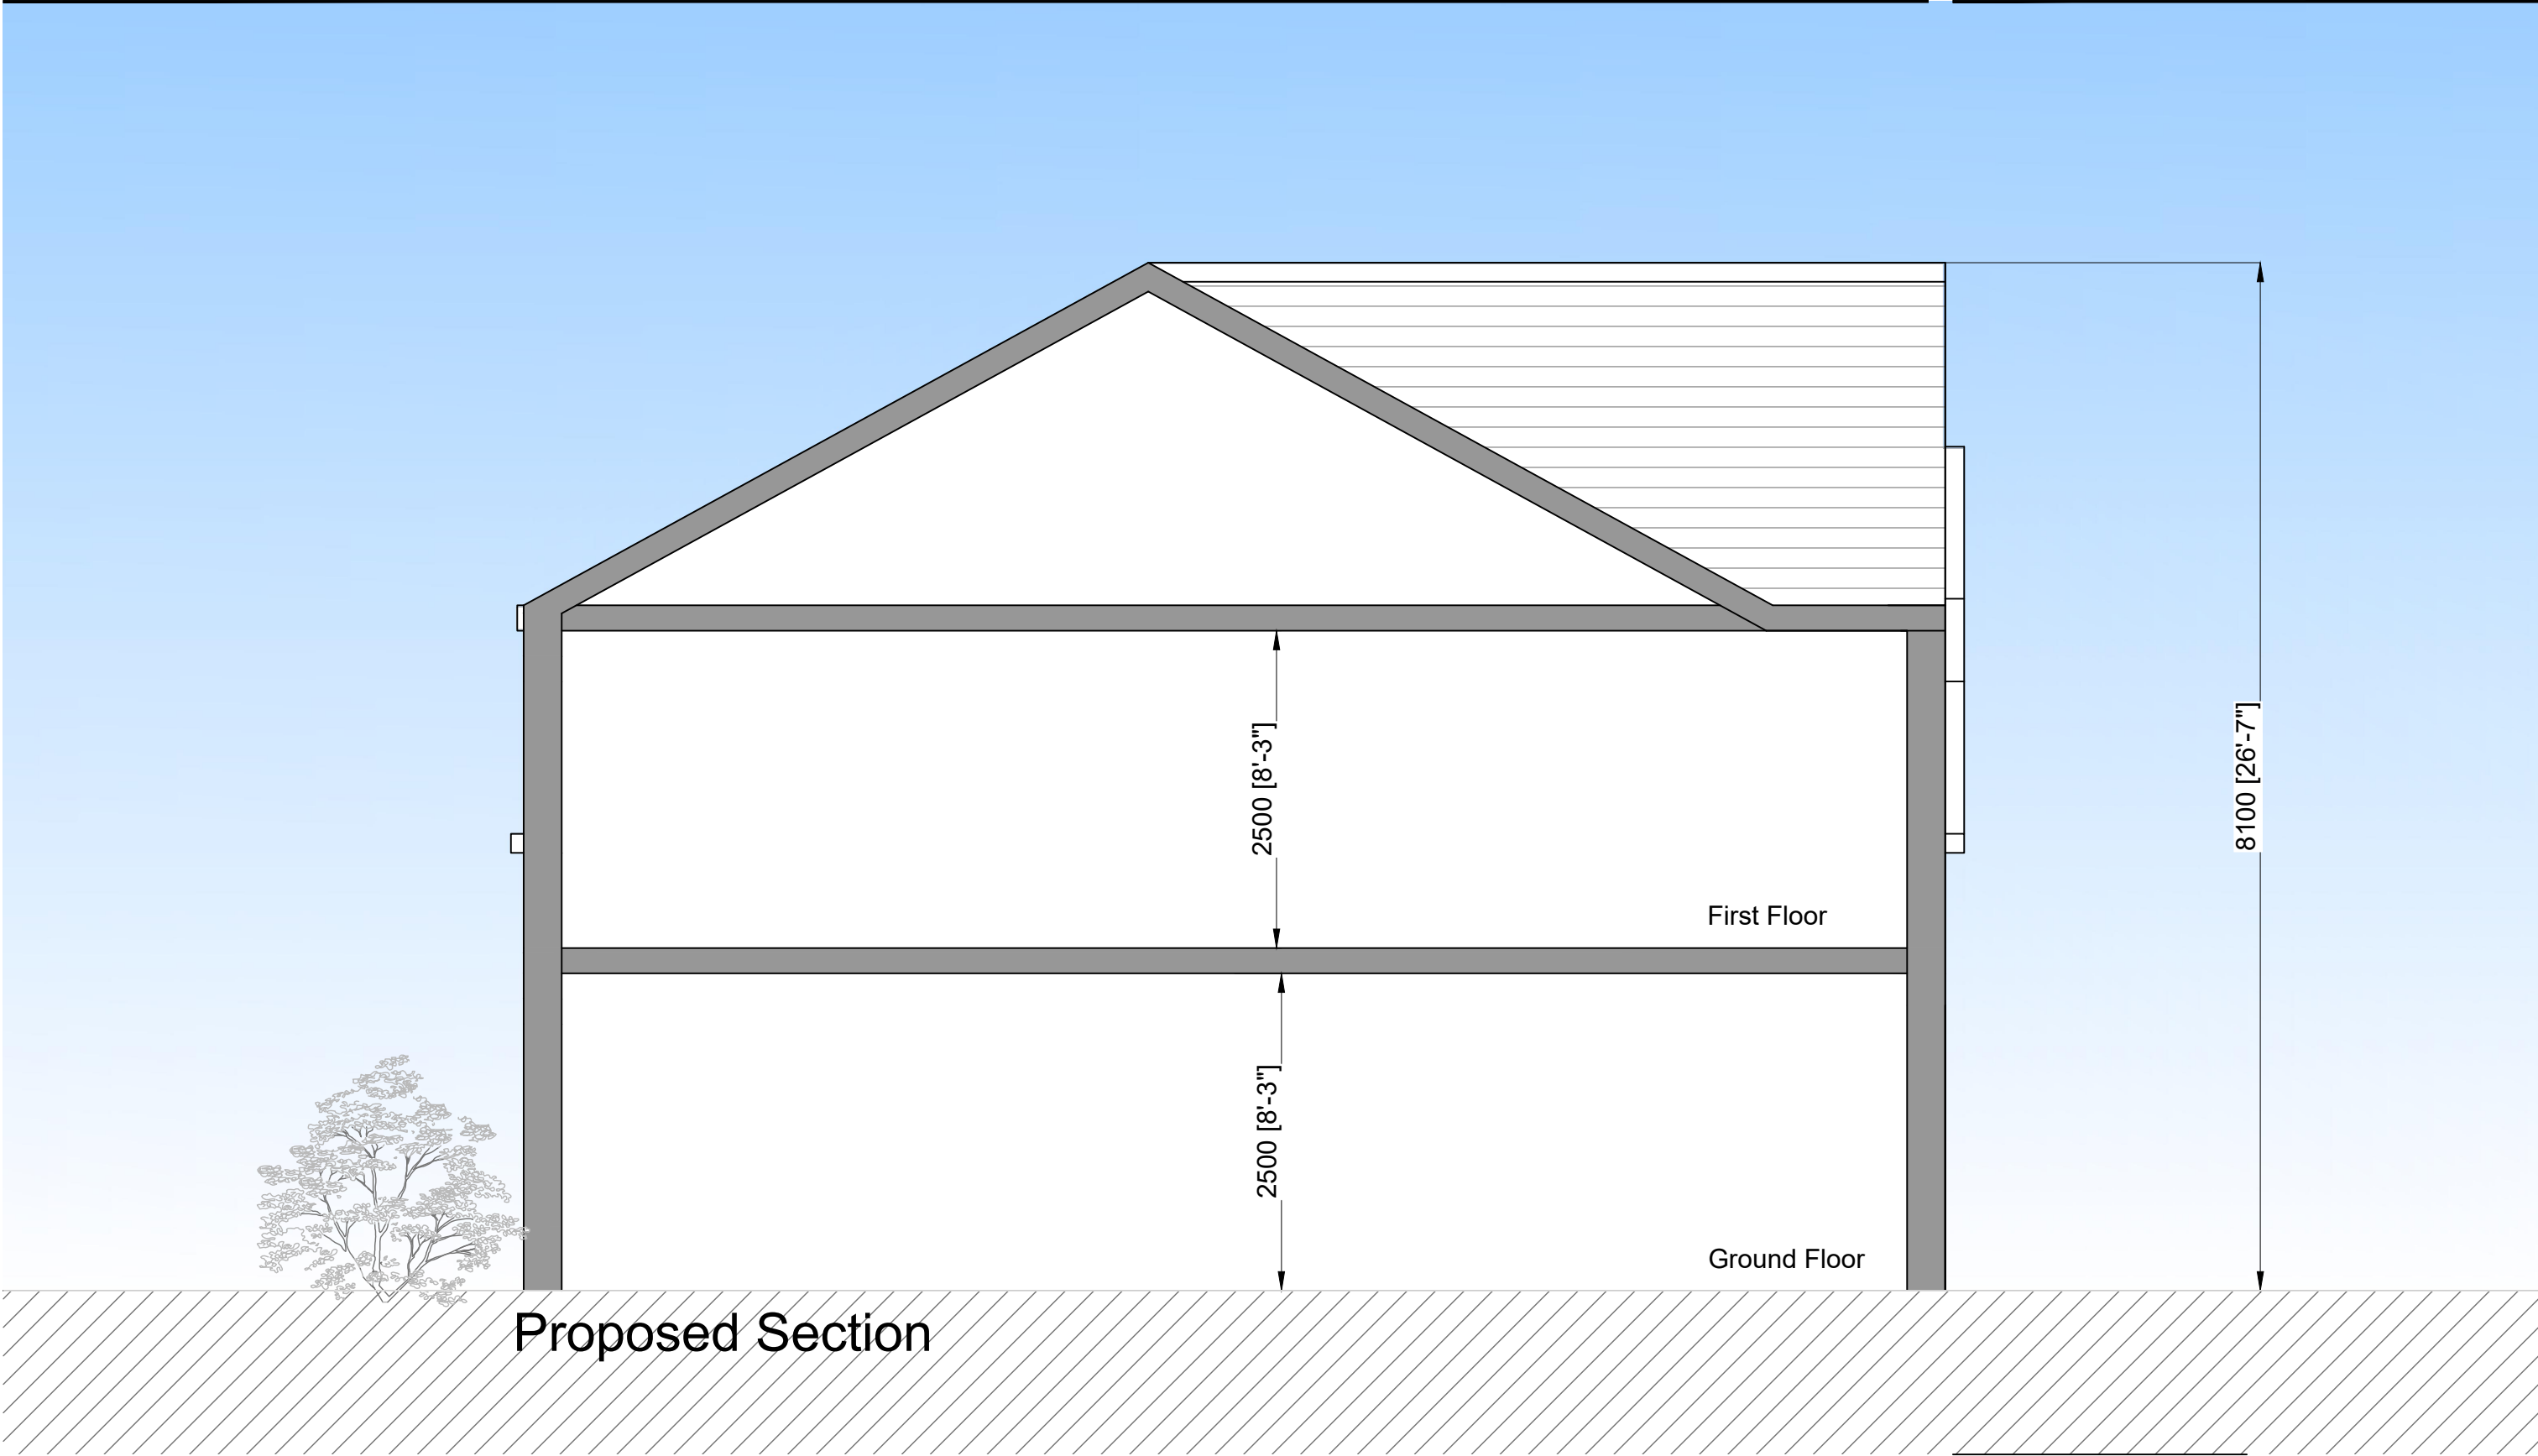 2500 [8'-3"]
8100 [26'-7"]
First Floor
2500 [8'-3"]
Ground Floor
Proposed Section